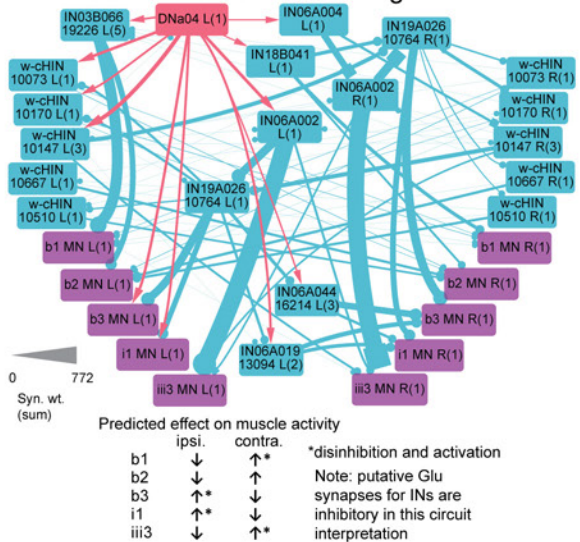 IN03B066
19226 L(5)
DNa04 L(1)
IN06A004
L(1)
IN19A026
10764 R(1)
IN18B041
L(1)
w-cHIN
10073 L(1)
w-cHIN
10073 R(1)
IN06A002
R(1)
w-cHIN
10170 L(1)
w-cHIN
10170 R(1)
IN06A002
L(1)
w-cHIN
10147 L(3)
w-cHIN
10147 R(3)
w-cHIN
10667 L(1)
w-cHIN
10667 R(1)
IN19A026
10764 L(1)
w-cHIN
10510 L(1)
w-cHIN
10510 R(1)
b1 MN L(1)
b1 MN R(1)
b2 MN L(1)
b2 MN R(1)
IN06A044
16214 L(3)
b3 MN L(1)
b3 MN R(1)
i1 MN L(1)
IN06A019
13094 L(2)
i1 MN R(1)
iii3 MN L(1)
iii3 MN R(1)
0 772
Syn. wt.
(sum)
Predicted effect on muscle activity
ipsi. contra.
b1 ↓ ↑*
b2 ↓ ↑
b3 ↑* ↓
i1 ↑* ↓
iii3 ↓ ↑*
*disinhibition and activation
Note: putative Glu
synapses for INs are
inhibitory in this circuit
interpretation